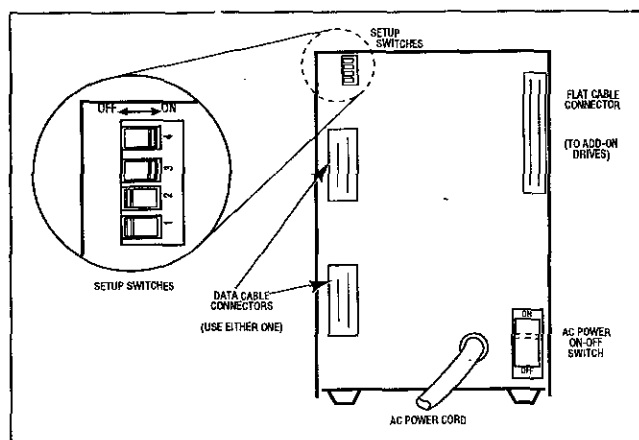 SETUP
SWITCHES
OFF ON
4
3
2
1
SETUP SWITCHES
FLAT CABLE
CONNECTOR
(TO ADD-ON
DRIVES)
DATA CABLE
CONNECTORS
(USE EITHER ONE)
ON
OFF
AC POWER
ON-OFF
SWITCH
AC POWER CORD